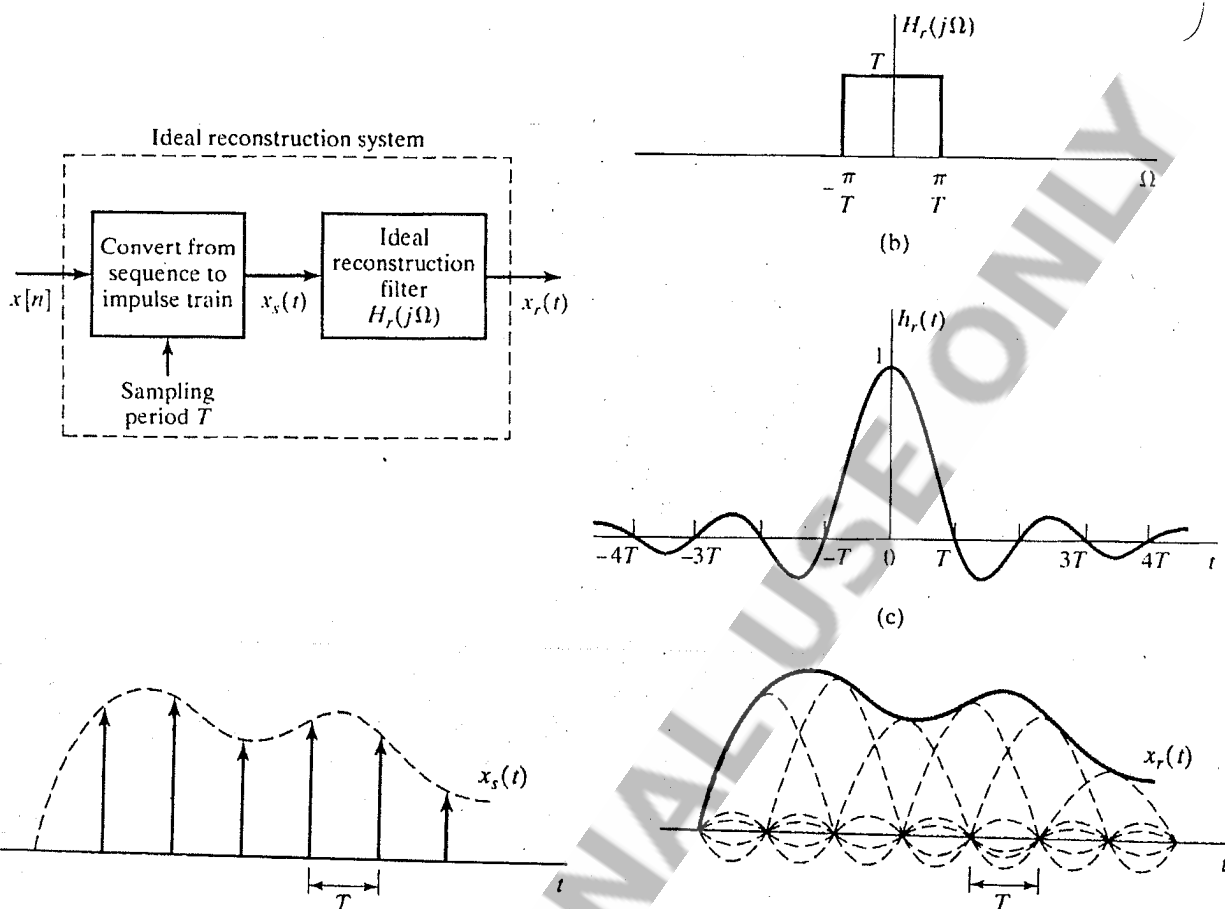 Ideal reconstruction system
Convert from
sequence to
impulse train
Ideal
reconstruction
filter
H_r(jΩ)
x[n]
x_s(t)
x_r(t)
Sampling
period T
H_r(jΩ)
T
-π/T
π/T
Ω
(b)
h_r(t)
1
-4T
-3T
-T
0
T
3T
4T
t
(c)
x_s(t)
t
T
x_r(t)
t
T
NAL USE ONLY